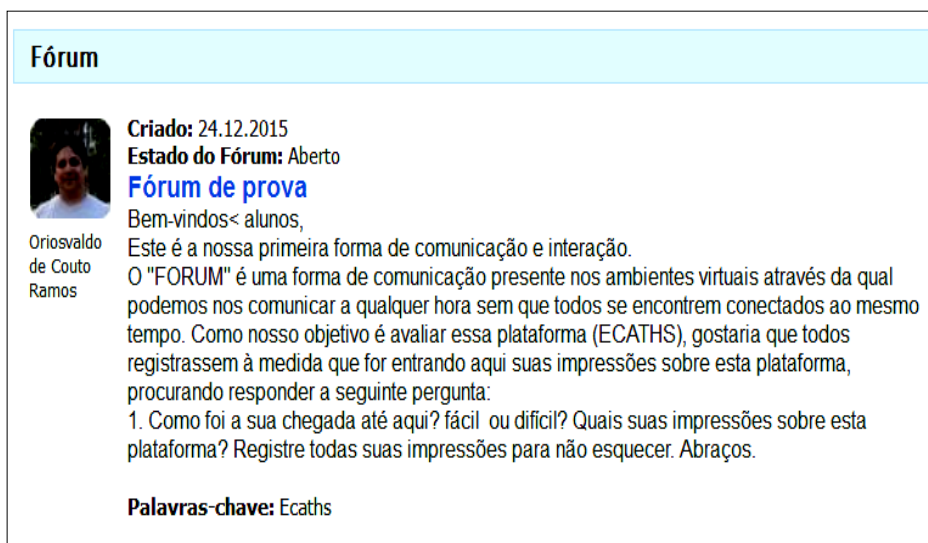 Fórum
Criado: 24.12.2015
Estado do Fórum: Aberto
Fórum de prova
Bem-vindos< alunos,
Oriosvaldo
de Couto
Ramos
Este é a nossa primeira forma de comunicação e interação.
O "FORUM" é uma forma de comunicação presente nos ambientes virtuais através da qual
podemos nos comunicar a qualquer hora sem que todos se encontrem conectados ao mesmo
tempo. Como nosso objetivo é avaliar essa plataforma (ECATHS), gostaria que todos
registrassem à medida que for entrando aqui suas impressões sobre esta plataforma,
procurando responder a seguinte pergunta:
1. Como foi a sua chegada até aqui? fácil ou difícil? Quais suas impressões sobre esta
plataforma? Registre todas suas impressões para não esquecer. Abraços.
Palavras-chave: Ecaths